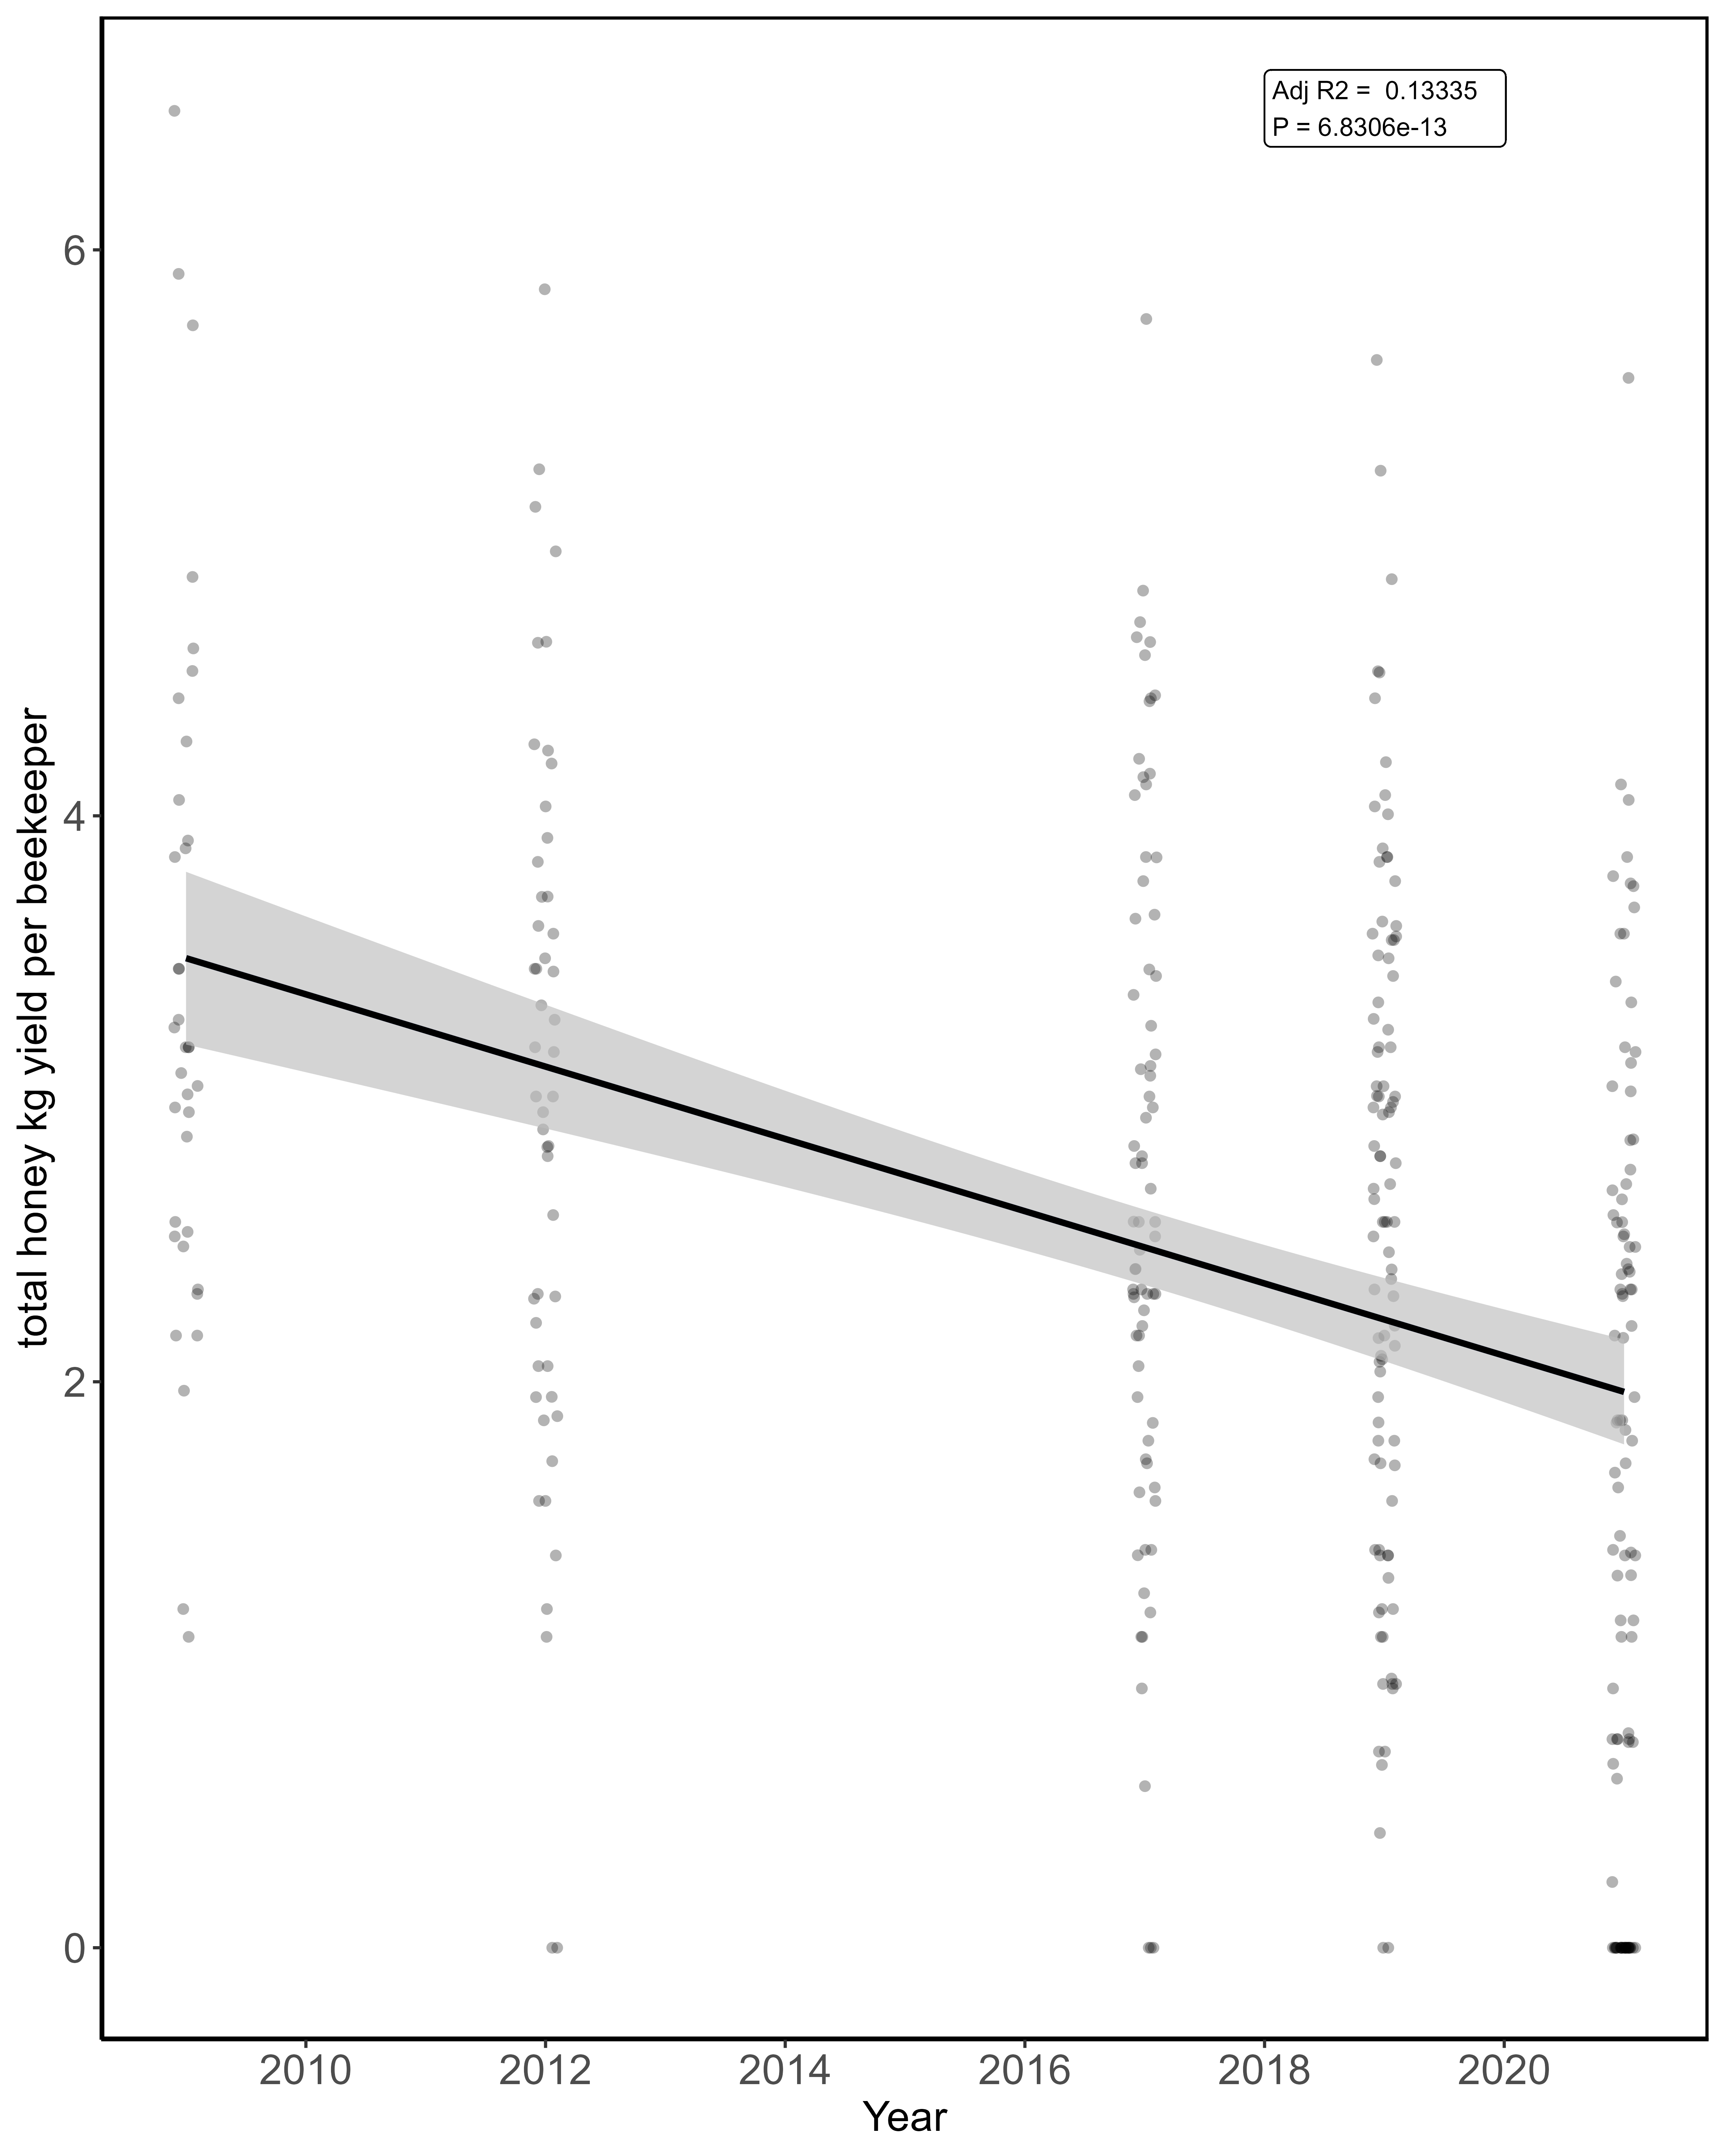 Adj R2 = 0.13335
P = 6.8306e-13
total honey kg yield per beekeeper
6
4
2
0
2010 2012 2014 2016 2018 2020
Year